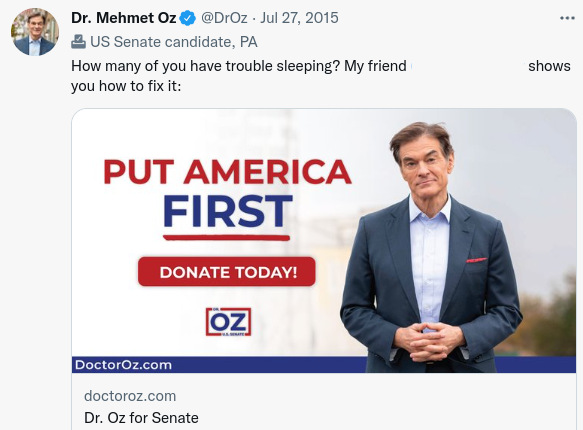 Dr. Mehmet Oz @DrOz · Jul 27, 2015
US Senate candidate, PA
How many of you have trouble sleeping? My friend shows
you how to fix it:
PUT AMERICA
FIRST
DONATE TODAY!
DR.
OZ
U.S. SENATE
DoctorOz.com
doctoroz.com
Dr. Oz for Senate